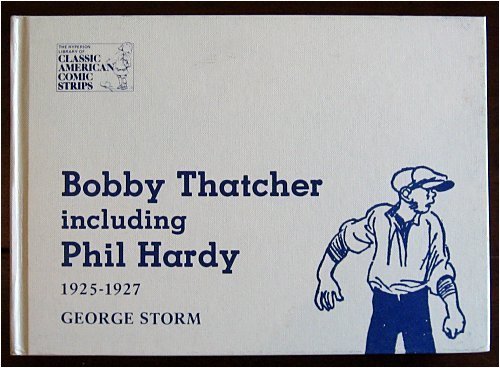 THE HYPERION
LIBRARY OF
CLASSIC
AMERICAN
COMIC
STRIPS
Bobby Thatcher
including
Phil Hardy
1925-1927
GEORGE STORM